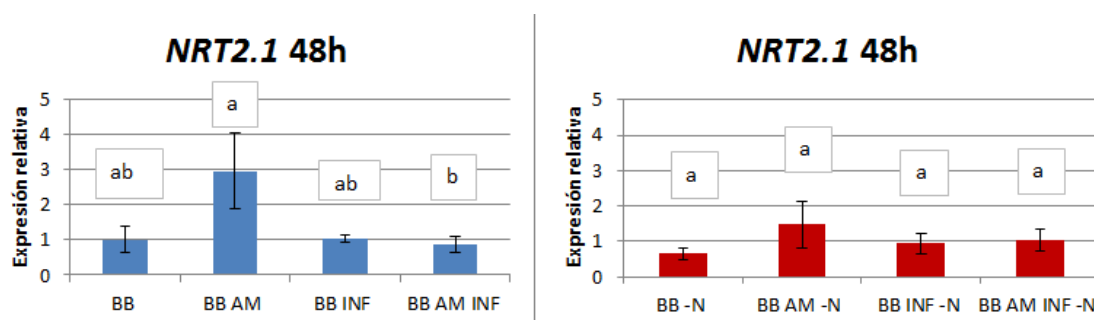 NRT2.1 48h
Expresión relativa
5
4
3
2
1
0
ab
a
ab
b
BB
BB AM
BB INF
BB AM INF
NRT2.1 48h
Expresión relativa
5
4
3
2
1
0
a
a
a
a
BB -N
BB AM -N
BB INF -N
BB AM INF -N